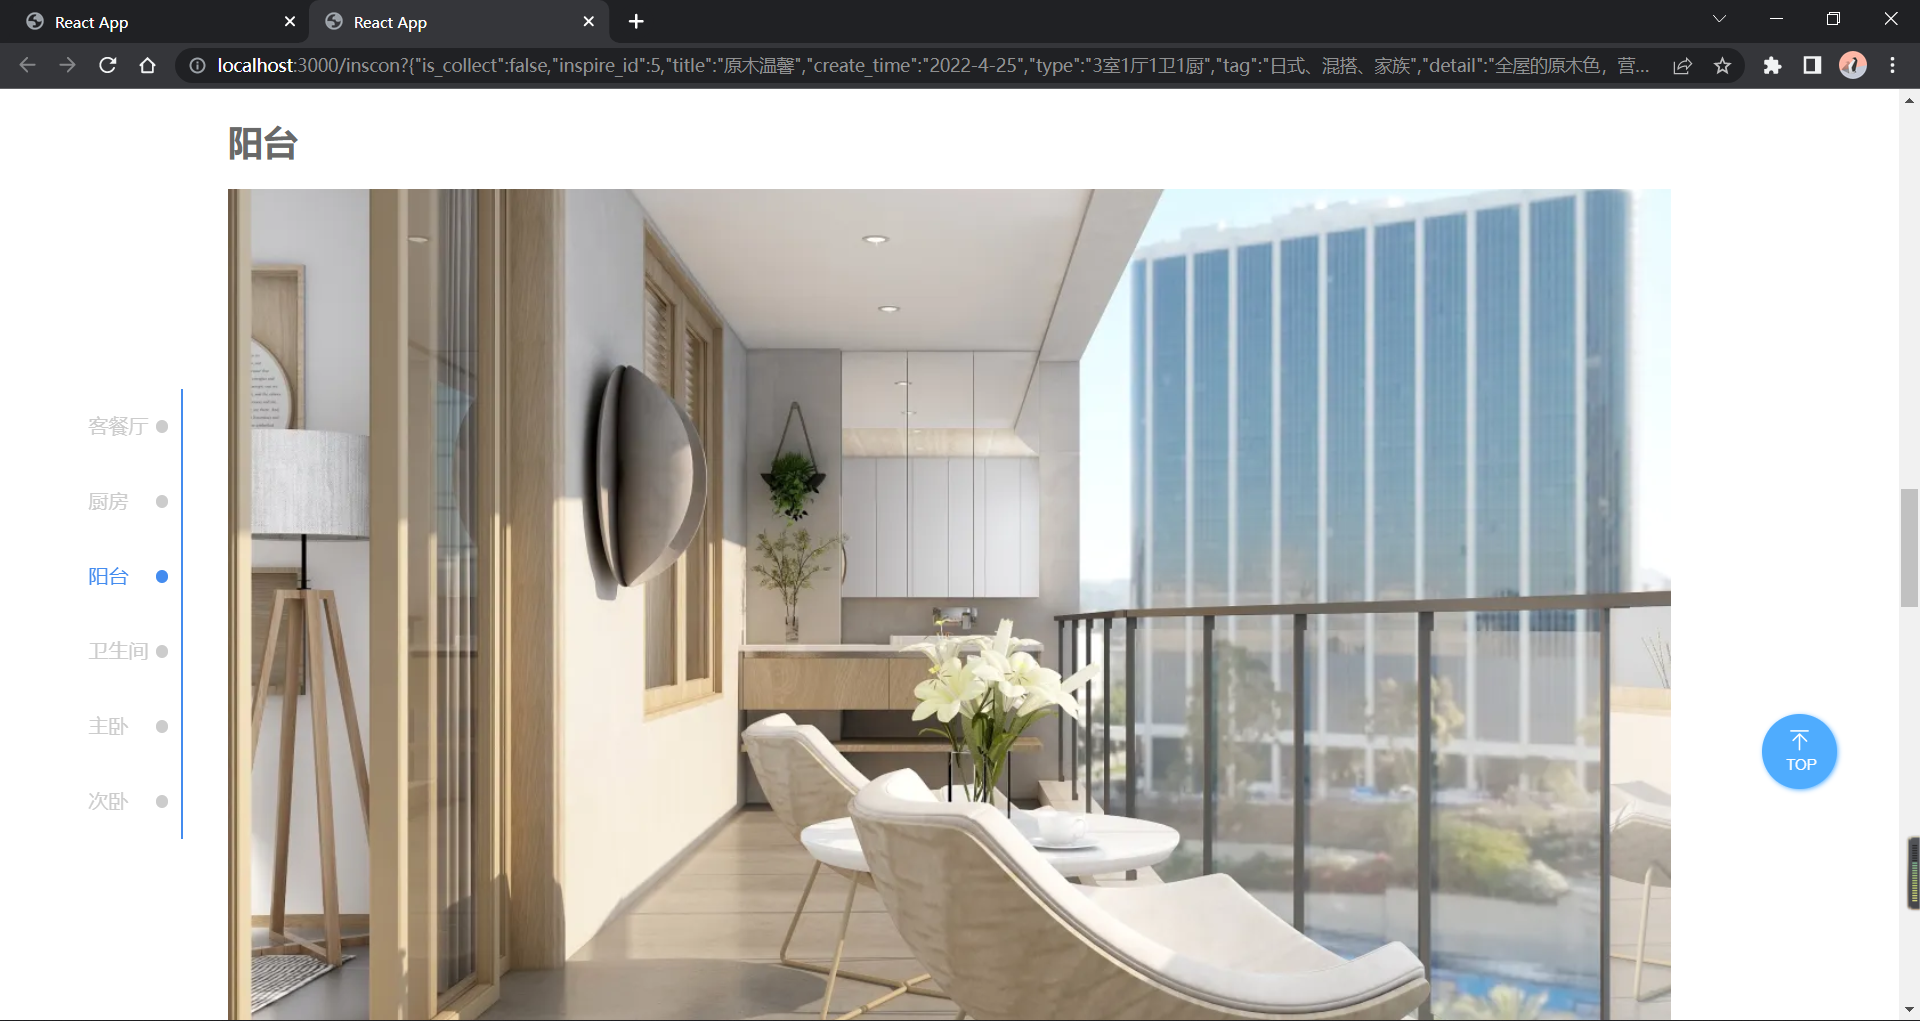 React App
React App
localhost:3000/inscon?{"is_collect":false,"inspire_id":5,"title":"原木温馨","create_time":"2022-4-25","type":"3室1厅1卫1厨","tag":"日式、混搭、家族","detail":"全屋的原木色，营...
阳台
客餐厅
厨房
阳台
卫生间
主卧
次卧
TOP